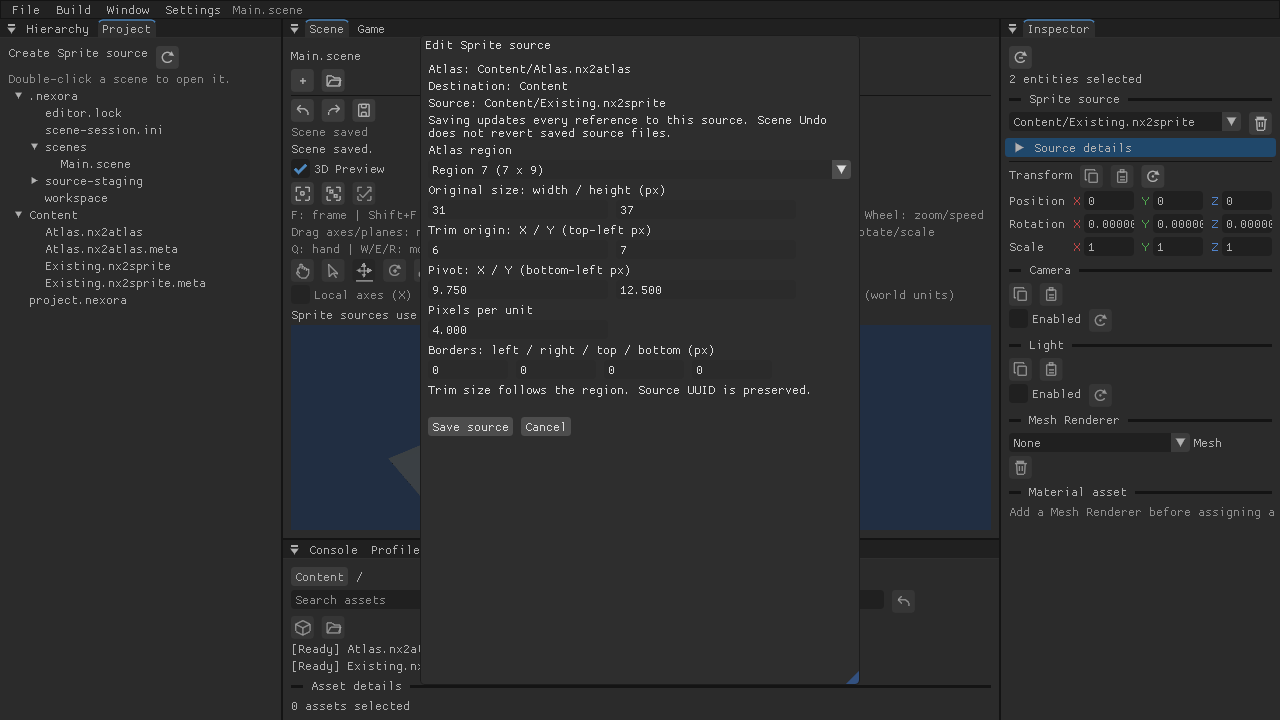 File Build Window Settings Main.scene
Hierarchy Project
Create Sprite source
Double-click a scene to open it.
.nexora
editor.lock
scene-session.ini
scenes
Main.scene
source-staging
workspace
Content
Atlas.nx2atlas
Atlas.nx2atlas.meta
Existing.nx2sprite
Existing.nx2sprite.meta
project.nexora
Scene Game
Main.scene
Scene saved
Scene saved.
3D Preview
F: frame | Shift+F
Wheel: zoom/speed
Drag axes/planes:
Q: hand | W/E/R:
Local axes (X)
(world units)
Sprite sources use
Edit Sprite source
Atlas: Content/Atlas.nx2atlas
Destination: Content
Source: Content/Existing.nx2sprite
Saving updates every reference to this source. Scene Undo
does not revert saved source files.
Atlas region
Region 7 (7 x 9)
Original size: width / height (px)
31 37
Trim origin: X / Y (top-left px)
6 7
Pivot: X / Y (bottom-left px)
9.750 12.500
Pixels per unit
4.000
Borders: left / right / top / bottom (px)
0 0 0 0
Trim size follows the region. Source UUID is preserved.
Save source Cancel
Console Profile
Content /
Search assets
[Ready] Atlas.nx2a
[Ready] Existing.n
Asset details
0 assets selected
Inspector
2 entities selected
Sprite source
Content/Existing.nx2sprite
Source details
Transform
Position X 0 Y 0 Z 0
Rotation X 0.0000 Y 0.0000 Z 0.0000
Scale X 1 Y 1 Z 1
Camera
Enabled
Light
Enabled
Mesh Renderer
None Mesh
Material asset
Add a Mesh Renderer before assigning a